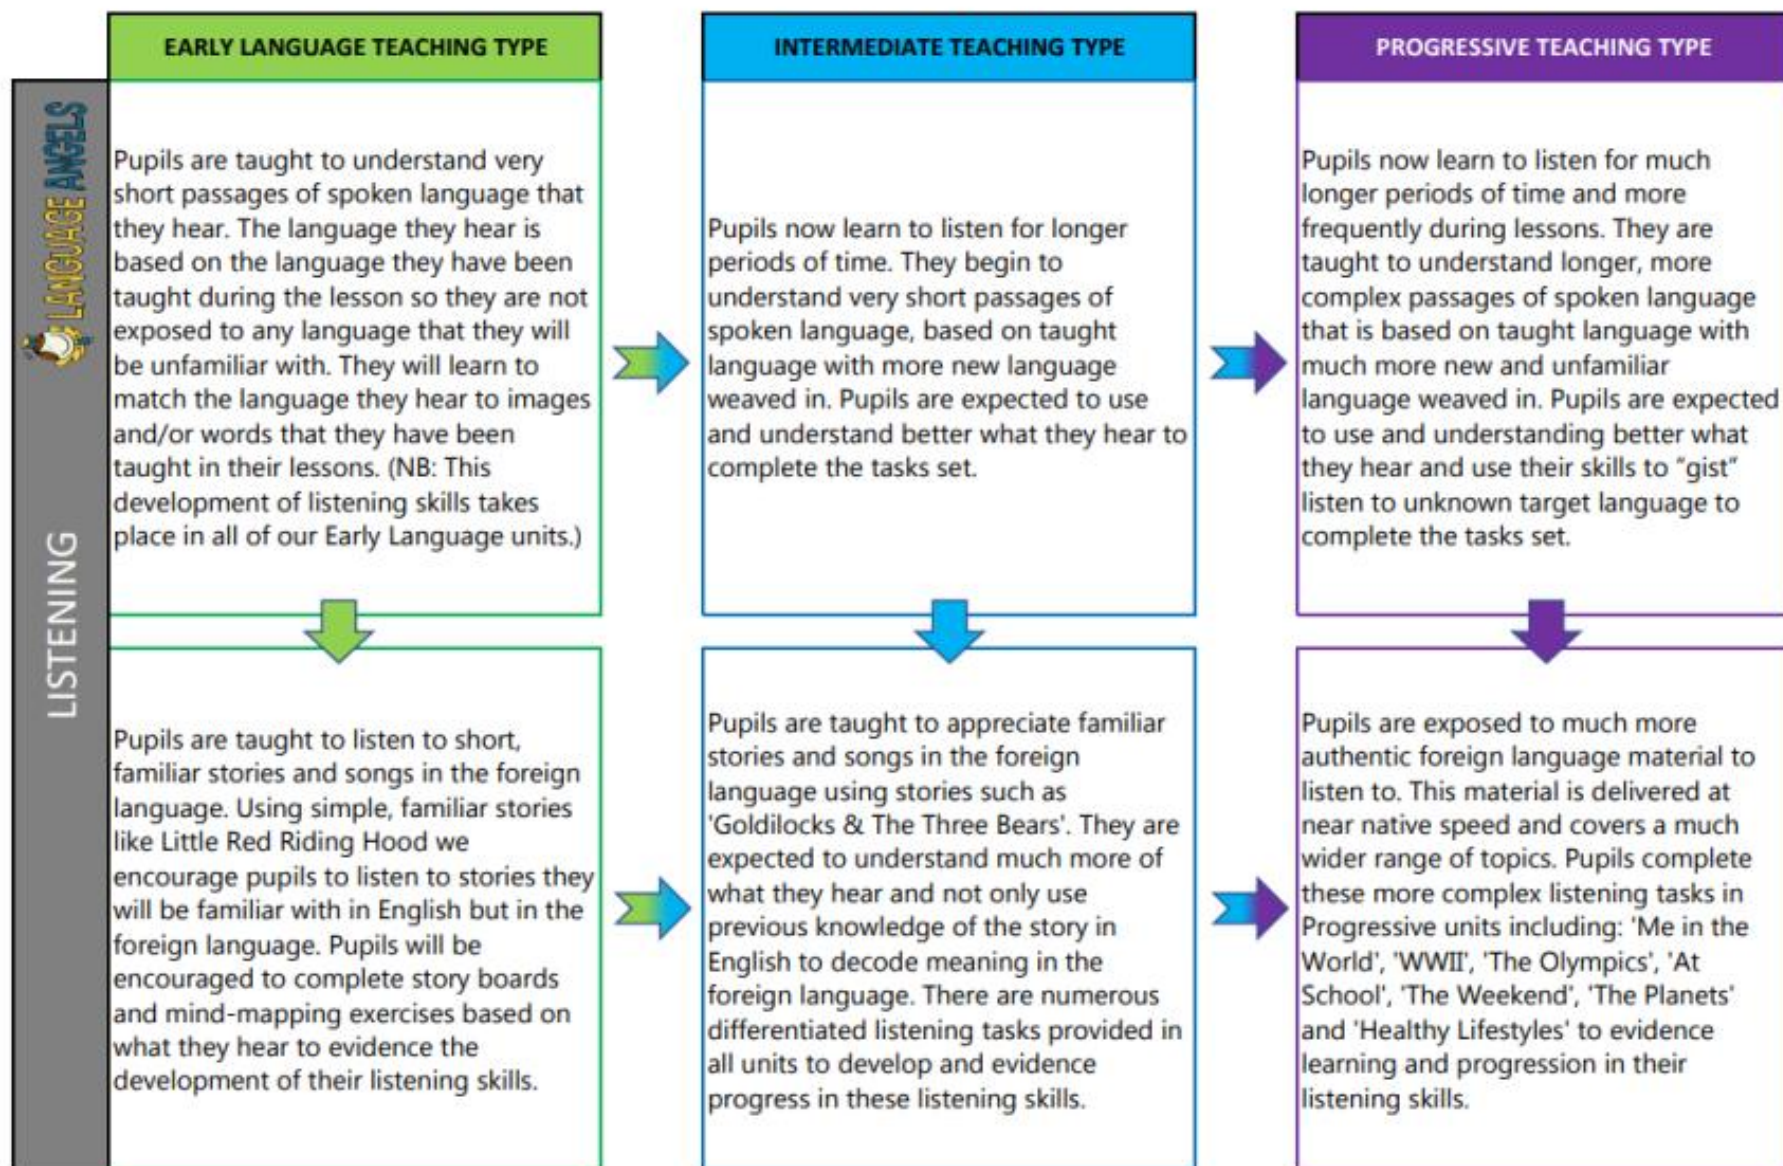 EARLY LANGUAGE TEACHING TYPE
INTERMEDIATE TEACHING TYPE
PROGRESSIVE TEACHING TYPE
LANGUAGE ANGELS
LISTENING
Pupils are taught to understand very
short passages of spoken language that
they hear. The language they hear is
based on the language they have been
taught during the lesson so they are not
exposed to any language that they will
be unfamiliar with. They will learn to
match the language they hear to images
and/or words that they have been
taught in their lessons. (NB: This
development of listening skills takes
place in all of our Early Language units.)
Pupils now learn to listen for longer
periods of time. They begin to
understand very short passages of
spoken language, based on taught
language with more new language
weaved in. Pupils are expected to use
and understand better what they hear to
complete the tasks set.
Pupils now learn to listen for much
longer periods of time and more
frequently during lessons. They are
taught to understand longer, more
complex passages of spoken language
that is based on taught language with
much more new and unfamiliar
language weaved in. Pupils are expected
to use and understanding better what
they hear and use their skills to "gist"
listen to unknown target language to
complete the tasks set.
Pupils are taught to listen to short,
familiar stories and songs in the foreign
language. Using simple, familiar stories
like Little Red Riding Hood we
encourage pupils to listen to stories they
will be familiar with in English but in the
foreign language. Pupils will be
encouraged to complete story boards
and mind-mapping exercises based on
what they hear to evidence the
development of their listening skills.
Pupils are taught to appreciate familiar
stories and songs in the foreign
language using stories such as
'Goldilocks & The Three Bears'. They are
expected to understand much more of
what they hear and not only use
previous knowledge of the story in
English to decode meaning in the
foreign language. There are numerous
differentiated listening tasks provided in
all units to develop and evidence
progress in these listening skills.
Pupils are exposed to much more
authentic foreign language material to
listen to. This material is delivered at
near native speed and covers a much
wider range of topics. Pupils complete
these more complex listening tasks in
Progressive units including: 'Me in the
World', 'WWII', 'The Olympics', 'At
School', 'The Weekend', 'The Planets'
and 'Healthy Lifestyles' to evidence
learning and progression in their
listening skills.